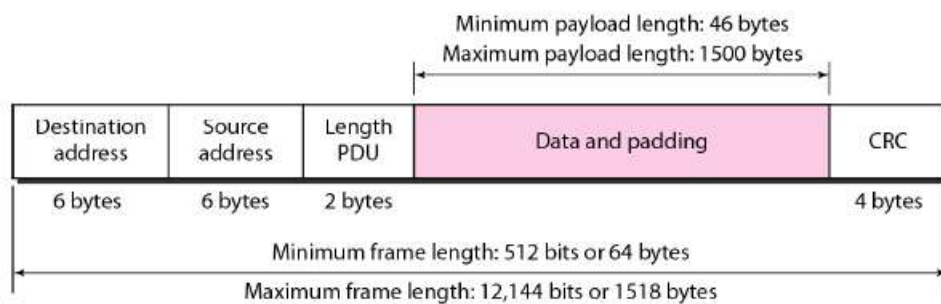 Minimum payload length: 46 bytes
Maximum payload length: 1500 bytes
Destination address
Source address
Length PDU
Data and padding
CRC
6 bytes
6 bytes
2 bytes
4 bytes
Minimum frame length: 512 bits or 64 bytes
Maximum frame length: 12,144 bits or 1518 bytes